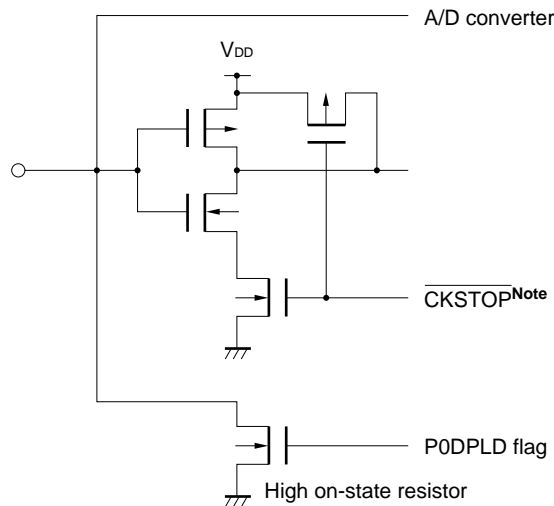 A/D converter
VDD
CKSTOPNote
P0DPLD flag
High on-state resistor